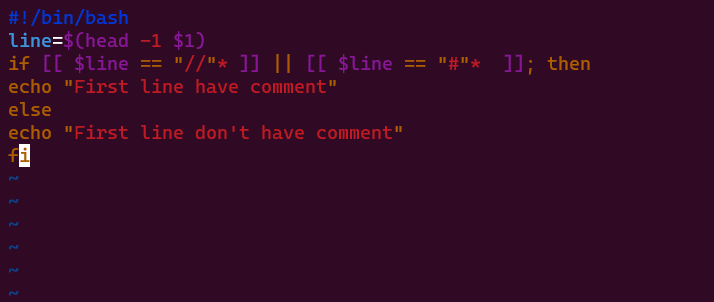 #!/bin/bash
line=$(head -1 $1)
if [[ $line == "//"* ]] || [[ $line == "#"*  ]]; then
echo "First line have comment"
else
echo "First line don't have comment"
fi
~
~
~
~
~
~